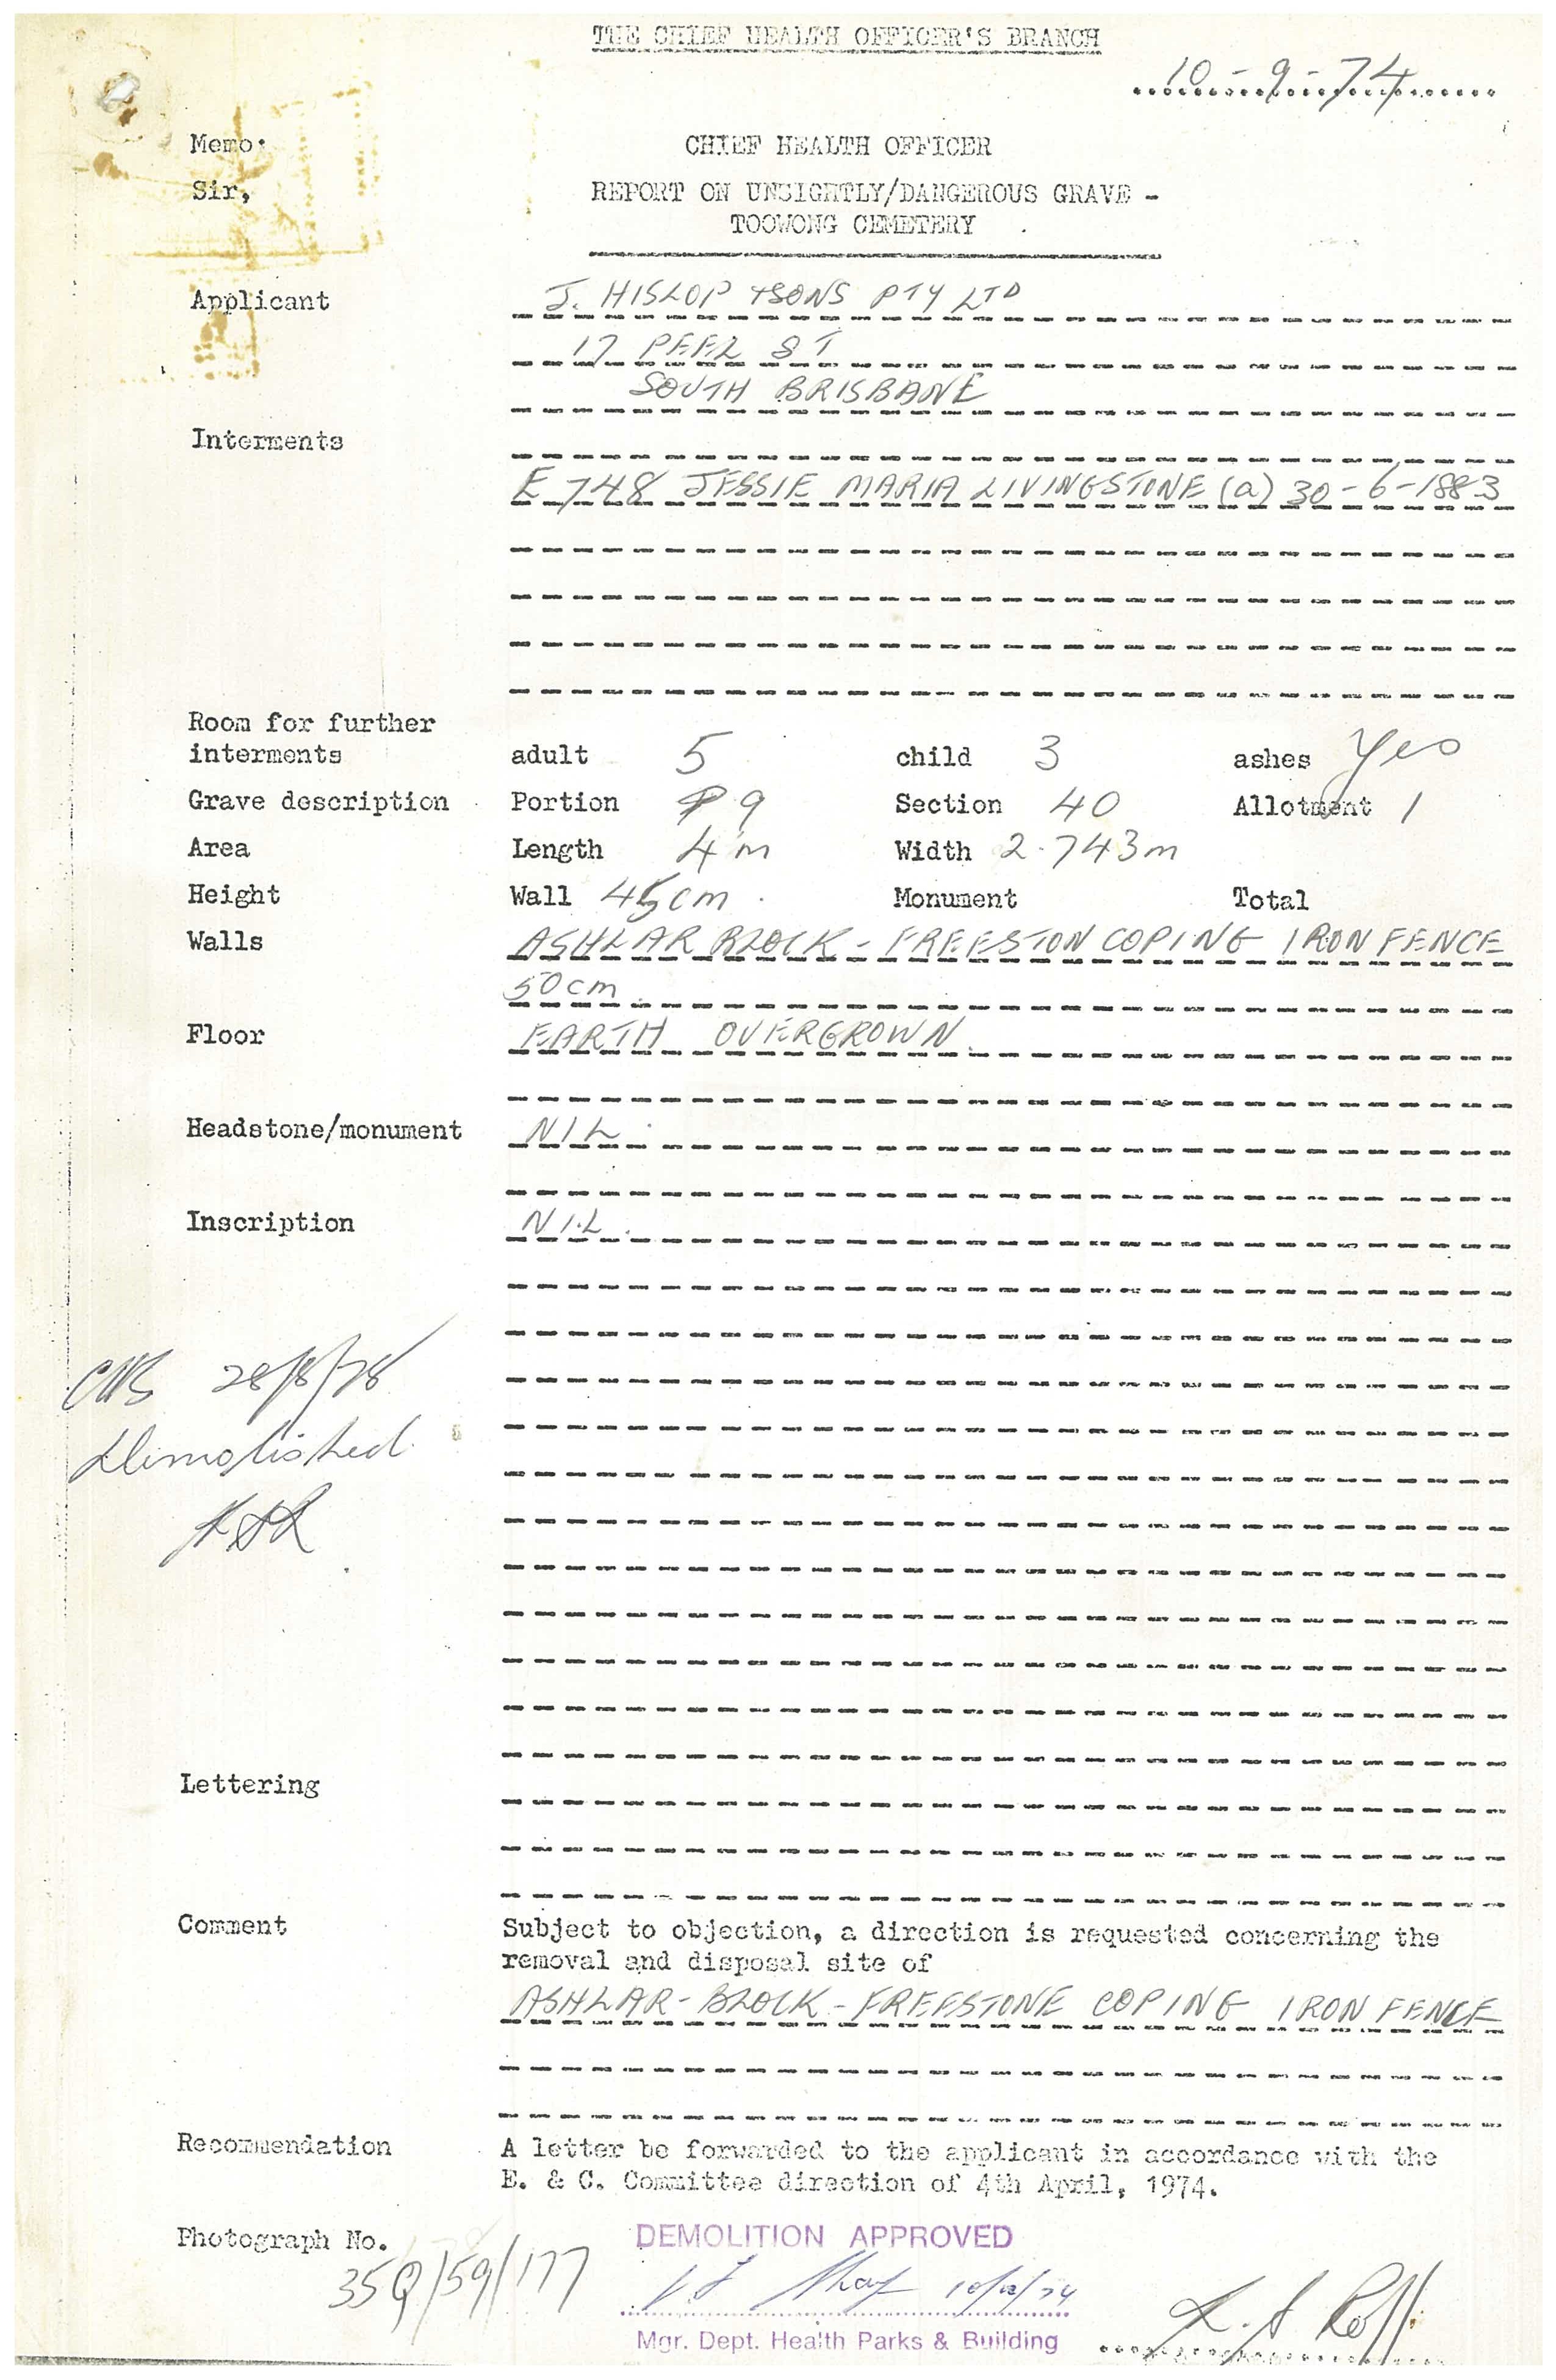 THE CHIEF HEALTH OFFICER'S BRANCH
10-9-74
Memo:
CHIEF HEALTH OFFICER
Sir,
REPORT ON UNSIGHTLY/DANGEROUS GRAVE -
TOOWONG CEMETERY
Applicant J. HISLOP & SONS PTY LTD
17 PEEL ST
SOUTH BRISBANE
Interments
E748 JESSIE MARIA LIVINGSTONE (a) 30-6-1883
Room for further
interments adult 5 child 3 ashes Yes
Grave description Portion 9 Section 40 Allotment 1
Area Length 4m Width 2.743m
Height Wall 45cm. Monument Total
Walls ASHLAR BLOCK - FREESTON COPING IRON FENCE
50cm
Floor EARTH OVERGROWN.
Headstone/monument NIL.
Inscription NIL.
28/8/78
Demolished.
Lettering
Comment Subject to objection, a direction is requested concerning the
removal and disposal site of
ASHLAR-BLOCK-FREESTONE COPING IRON FENCE
Recommendation A letter be forwarded to the applicant in accordance with the
E. & C. Committee direction of 4th April, 1974.
Photograph No. 35Q/59/177
DEMOLITION APPROVED
10/12/74
Mgr. Dept. Health Parks & Building